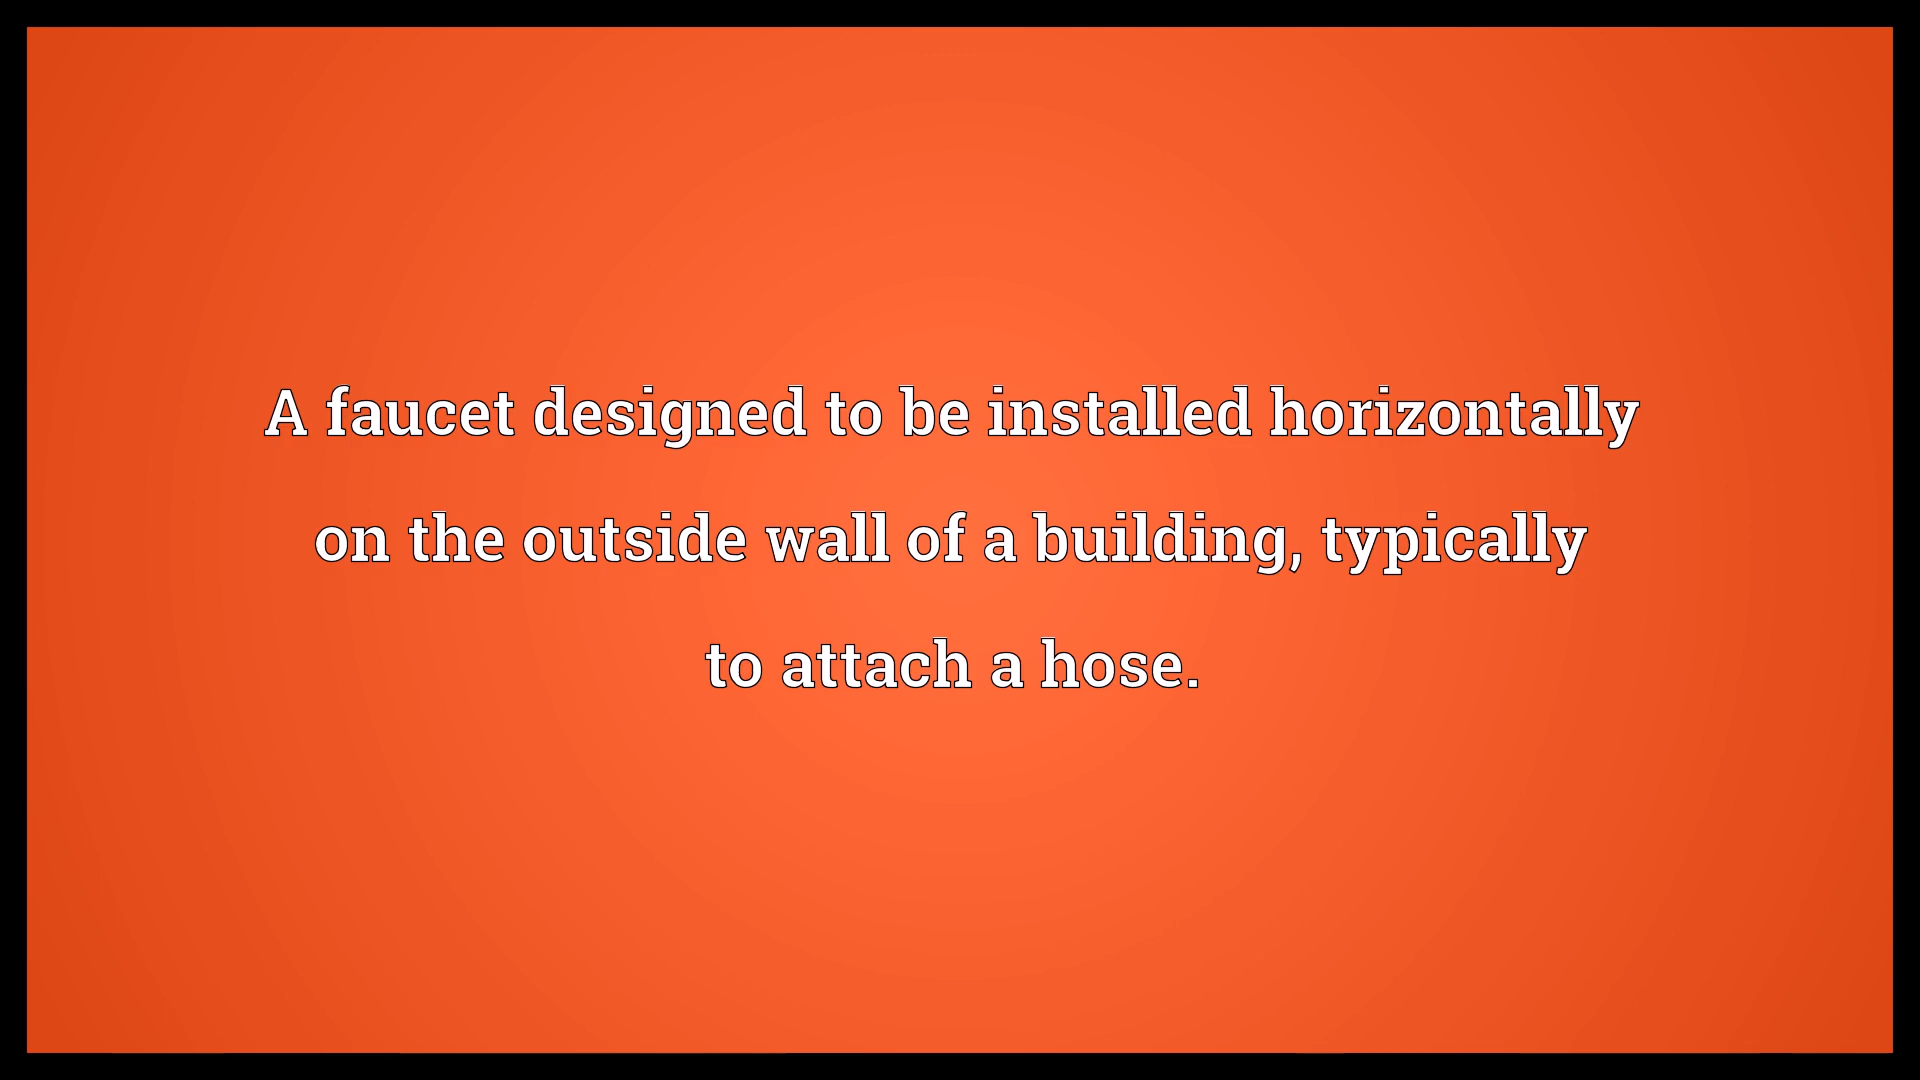 A faucet designed to be installed horizontally
on the outside wall of a building, typically
to attach a hose.